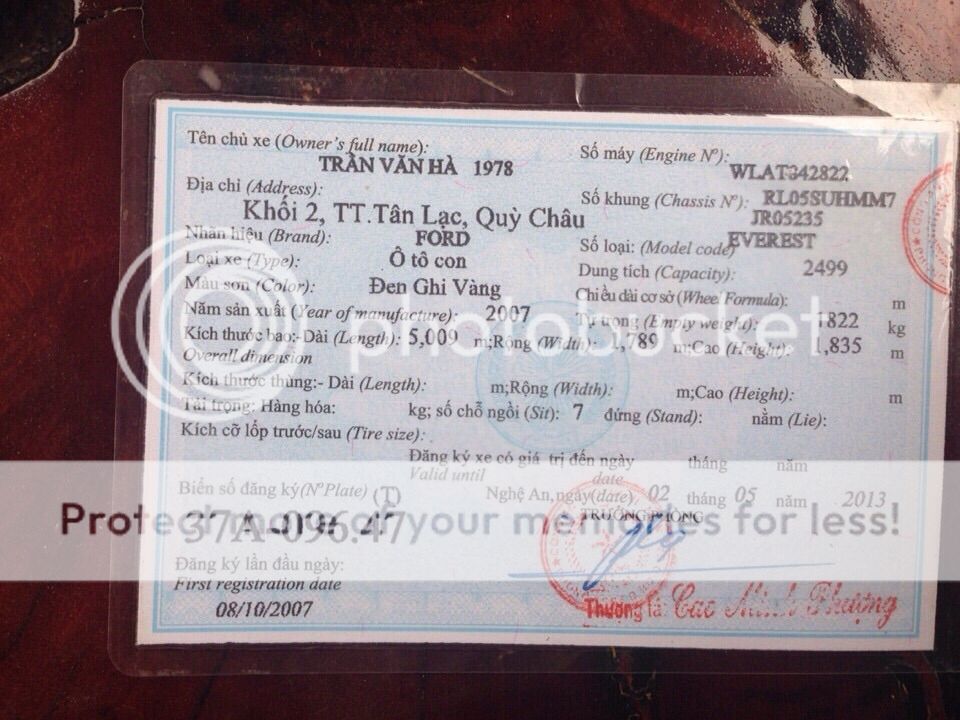 Tên chủ xe (Owner's full name):
TRẦN VĂN HÀ 1978
Địa chỉ (Address):
Khối 2, TT.Tân Lạc, Quỳ Châu
Nhãn hiệu (Brand): FORD
Loại xe (Type): Ô tô con
Màu sơn (Color): Đen Ghi Vàng
Năm sản xuất (Year of manufacture): 2007
Số máy (Engine Nº): WLAT342822
Số khung (Chassis Nº): RL05SUHMM7
JR05235
Số loại: (Model code) EVEREST
Dung tích (Capacity): 2499
Chiều dài cơ sở (Wheel Formula): m
Tự trọng (Empty weight): 1822 kg
Kích thước bao:- Dài (Length): 5,009 m;Rộng (Width): 1,789 m;Cao (Height): 1,835 m
Overall dimension
Kích thước thùng:- Dài (Length): m;Rộng (Width): m;Cao (Height): m
Tải trọng: Hàng hóa: kg; số chỗ ngồi (Sit): 7 đứng (Stand): nằm (Lie):
Kích cỡ lốp trước/sau (Tire size):
Đăng ký xe có giá trị đến ngày tháng năm
Valid until date
Biển số đăng ký(Nº Plate) (T)
Nghệ An, ngày(date) 02 tháng 05 năm 2013
37A-096.47
TRƯỞNG PHÒNG
Đăng ký lần đầu ngày:
First registration date
08/10/2007
Thượng tá: Cao Minh Phượng
photobucket
Protect more of your memories for less!